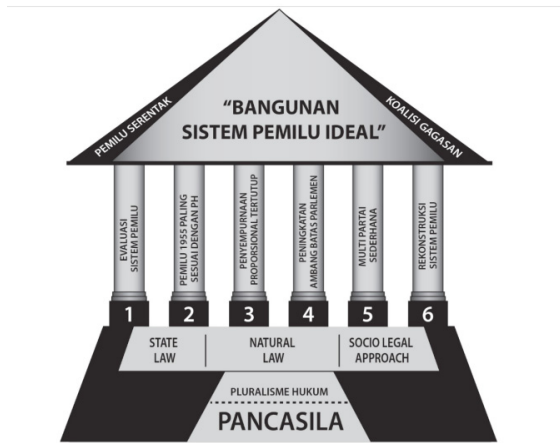 PEMILU SERENTAK
KOALISI GAGASAN
“BANGUNAN
SISTEM PEMILU IDEAL”
EVALUASI
SISTEM PEMILU
PEMILU 1955 PALING
SESUAI DENGAN PH
PENYEMPURNAAN
PROPORSIONAL TERTUTUP
PENINGKATAN
AMBANG BATAS PARLEMEN
MULTI PARTAI
SEDERHANA
REKONSTRUKSI
SISTEM PEMILU
1 2 3 4 5 6
STATE
LAW
NATURAL
LAW
SOCIO LEGAL
APPROACH
PLURALISME HUKUM
PANCASILA